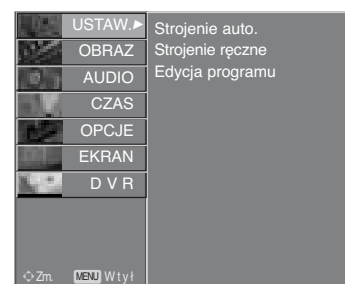 USTAW.▶
OBRAZ
AUDIO
CZAS
OPCJE
EKRAN
D V R
Strojenie auto.
Strojenie ręczne
Edycja programu
Zm. MENU Wtył